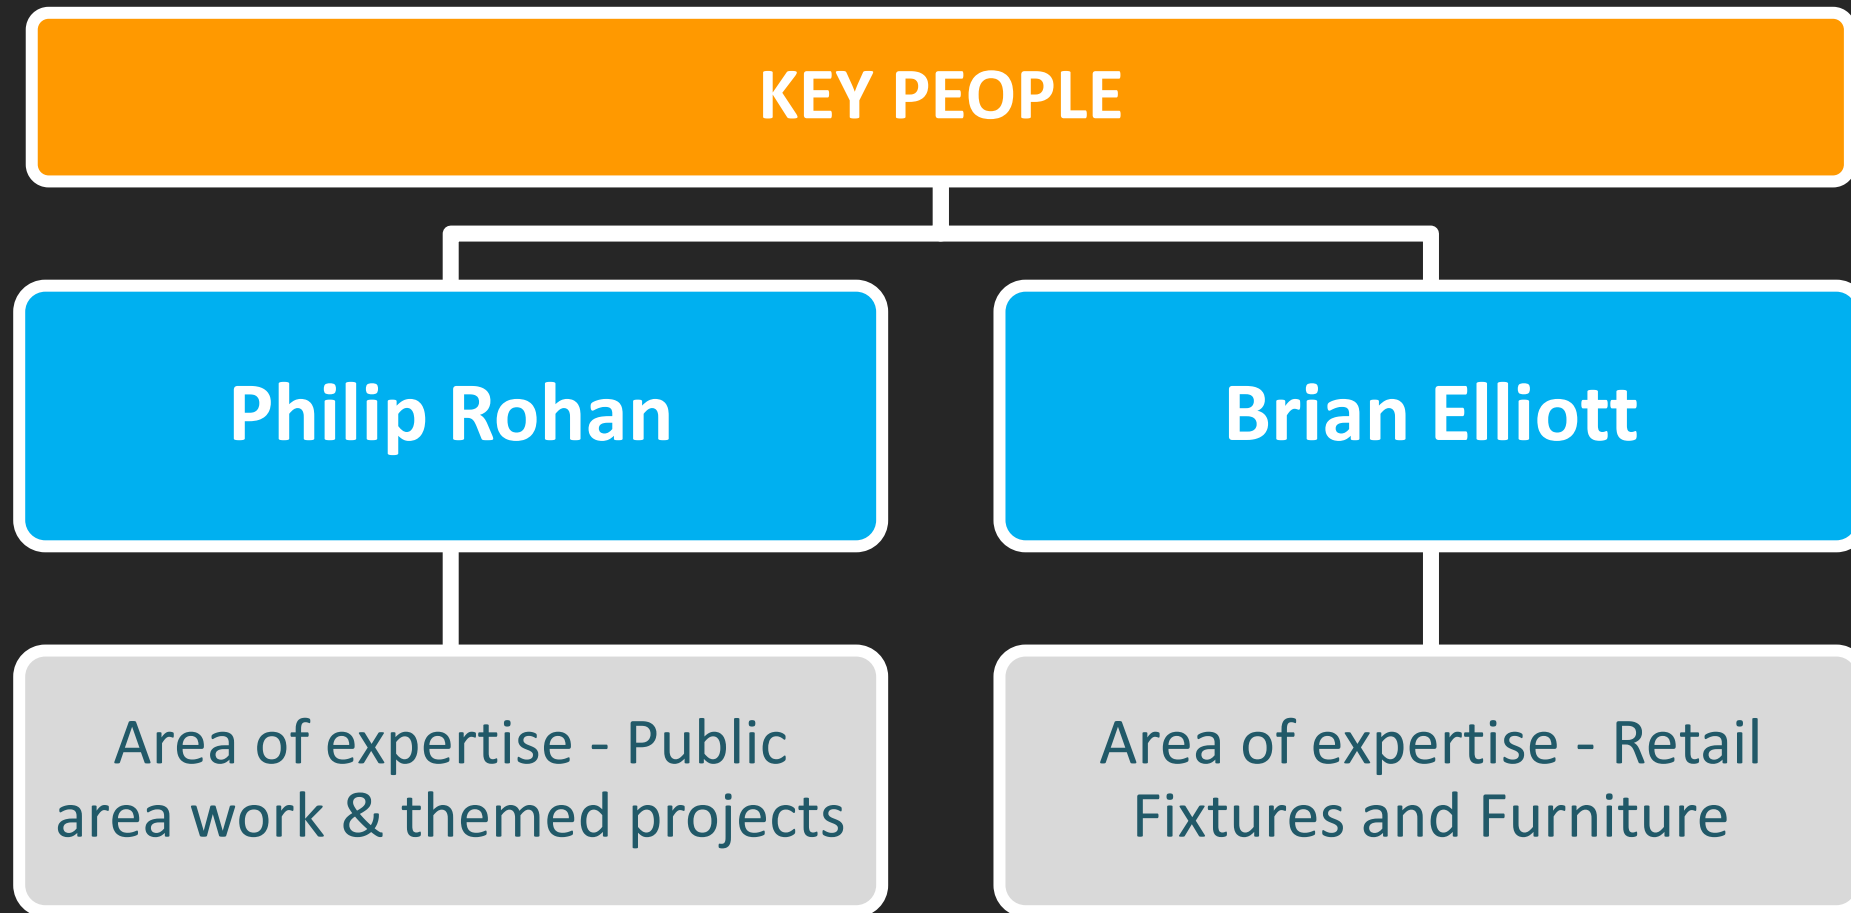 KEY PEOPLE
Philip Rohan
Brian Elliott
Area of expertise - Public
area work & themed projects
Area of expertise - Retail
Fixtures and Furniture